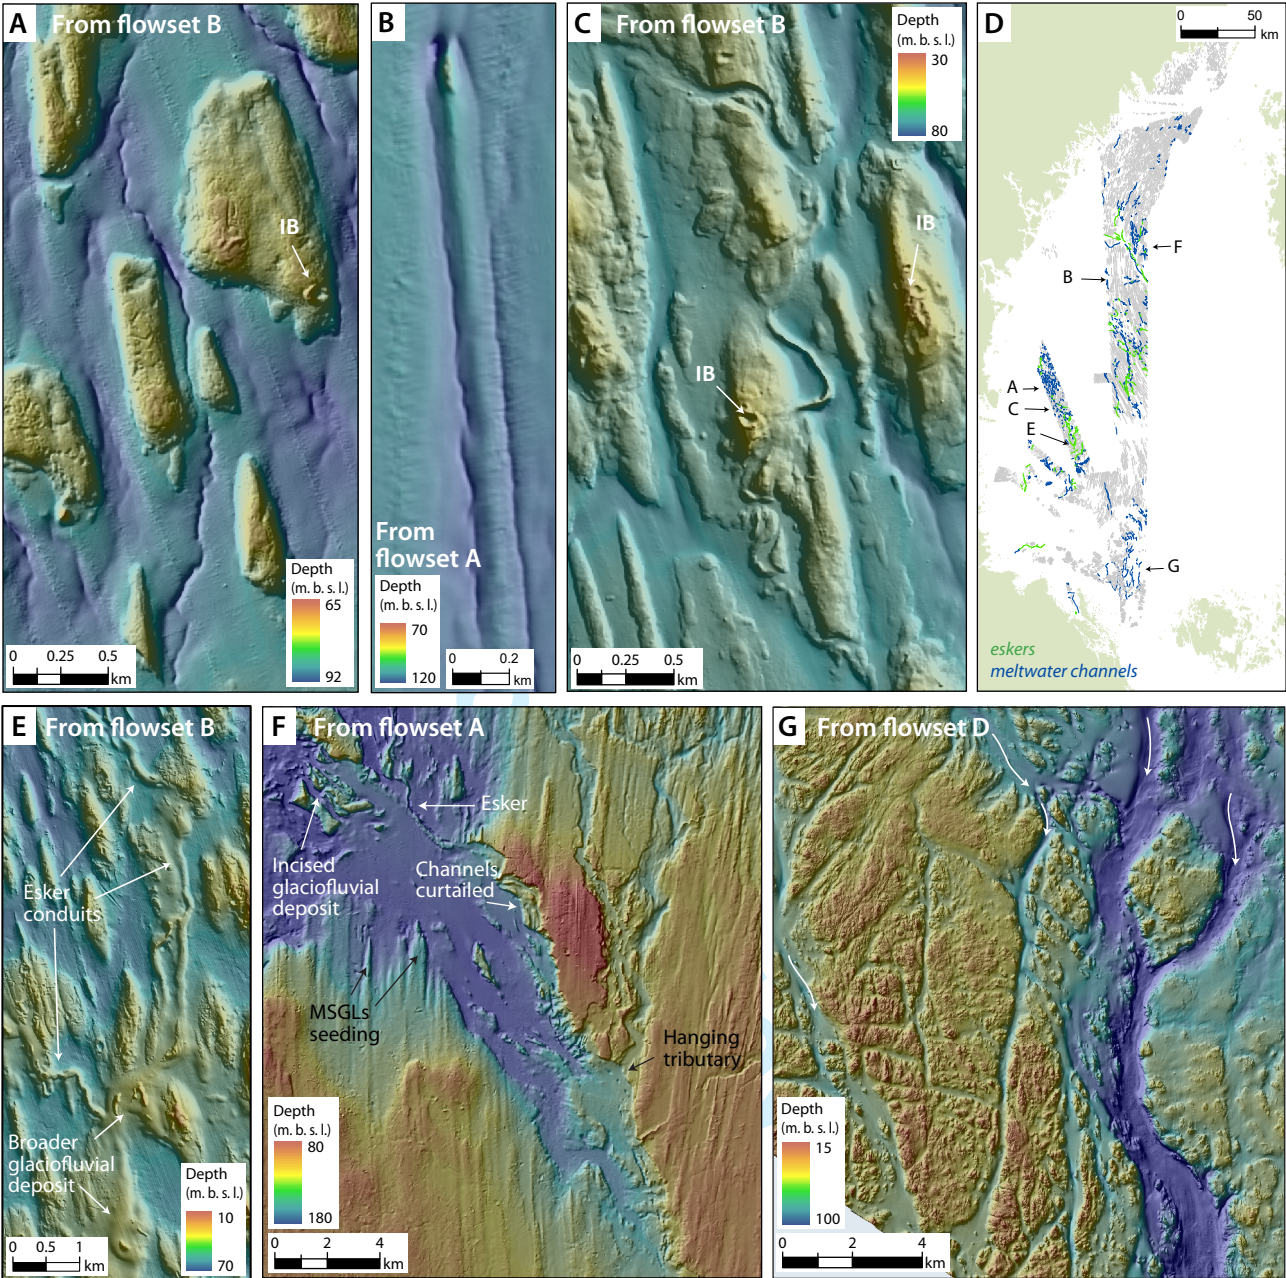 A From flowset B
IB
Depth
(m. b. s. l.)
65
92
0 0.25 0.5
km
B
From
flowset A
Depth
(m. b. s. l.)
70
120
0 0.2
km
C From flowset B
Depth
(m. b. s. l.)
30
80
IB
IB
0 0.25 0.5
km
D
0 50
km
F
B
A
C
E
G
eskers
meltwater channels
E From flowset B
Esker
conduits
Broader
glaciofluvial
deposit
Depth
(m. b. s. l.)
10
70
0 0.5 1
km
F From flowset A
Esker
Incised
glaciofluvial
deposit
Channels
curtailed
MSGLs
seeding
Hanging
tributary
Depth
(m. b. s. l.)
80
180
0 2 4
km
G From flowset D
Depth
(m. b. s. l.)
15
100
0 2 4
km